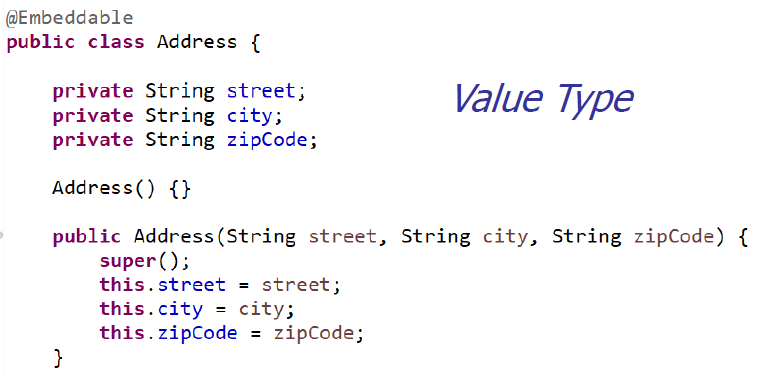 @Embeddable
public class Address {
private String street;
Value Type
private String city;
private String zipCode;
Address() {}
public Address(String street, String city, String zipCode) {
super();
this.street = street;
this.city = city;
this.zipCode = zipCode;
}